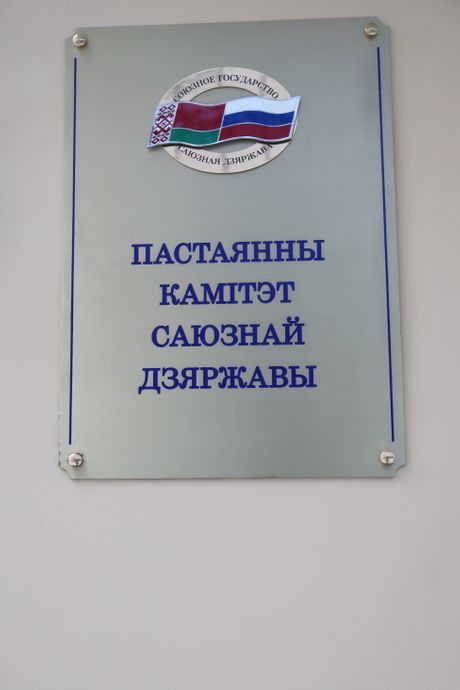 СОЮЗНОЕ ГОСУДАРСТВО
САЮЗНАЯ ДЗЯРЖАВА
ПАСТАЯННЫ
КАМІТЭТ
САЮЗНАЙ
ДЗЯРЖАВЫ